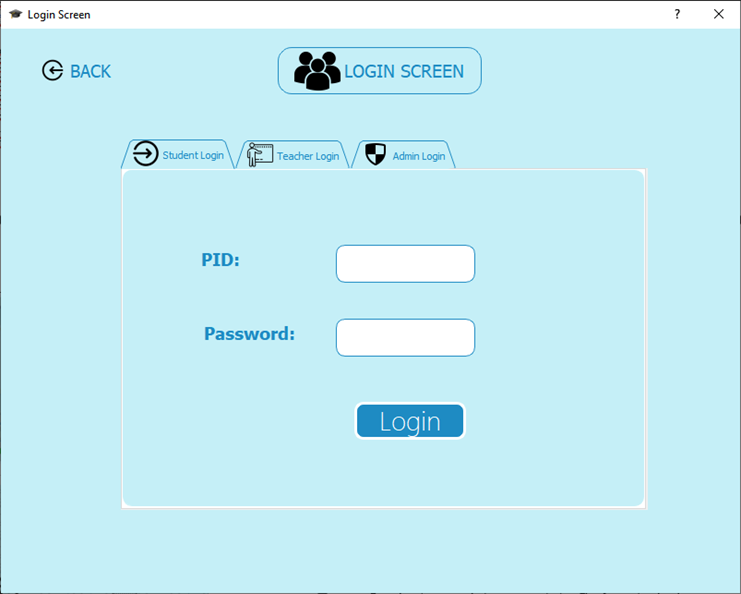 Login Screen
?
BACK
LOGIN SCREEN
Student Login
Teacher Login
Admin Login
PID:
Password:
Login